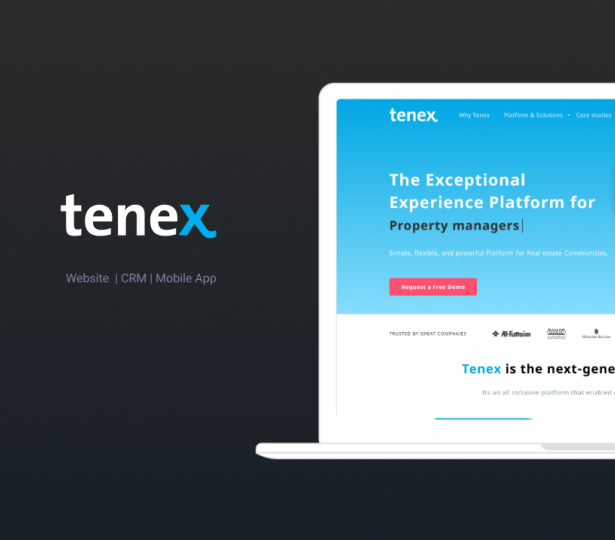 tenex
Website | CRM | Mobile App
tenex
Why Tenex
Platform & Solutions
Case studies
The Exceptional
Experience Platform for
Property managers
Simple, flexible, and powerful Platform for Real estate Communities.
Request a Free Demo
TRUSTED BY GREAT COMPANIES
Al-Futtaim
Tenex is the next-gene
Its an all inclusive platform that enabled